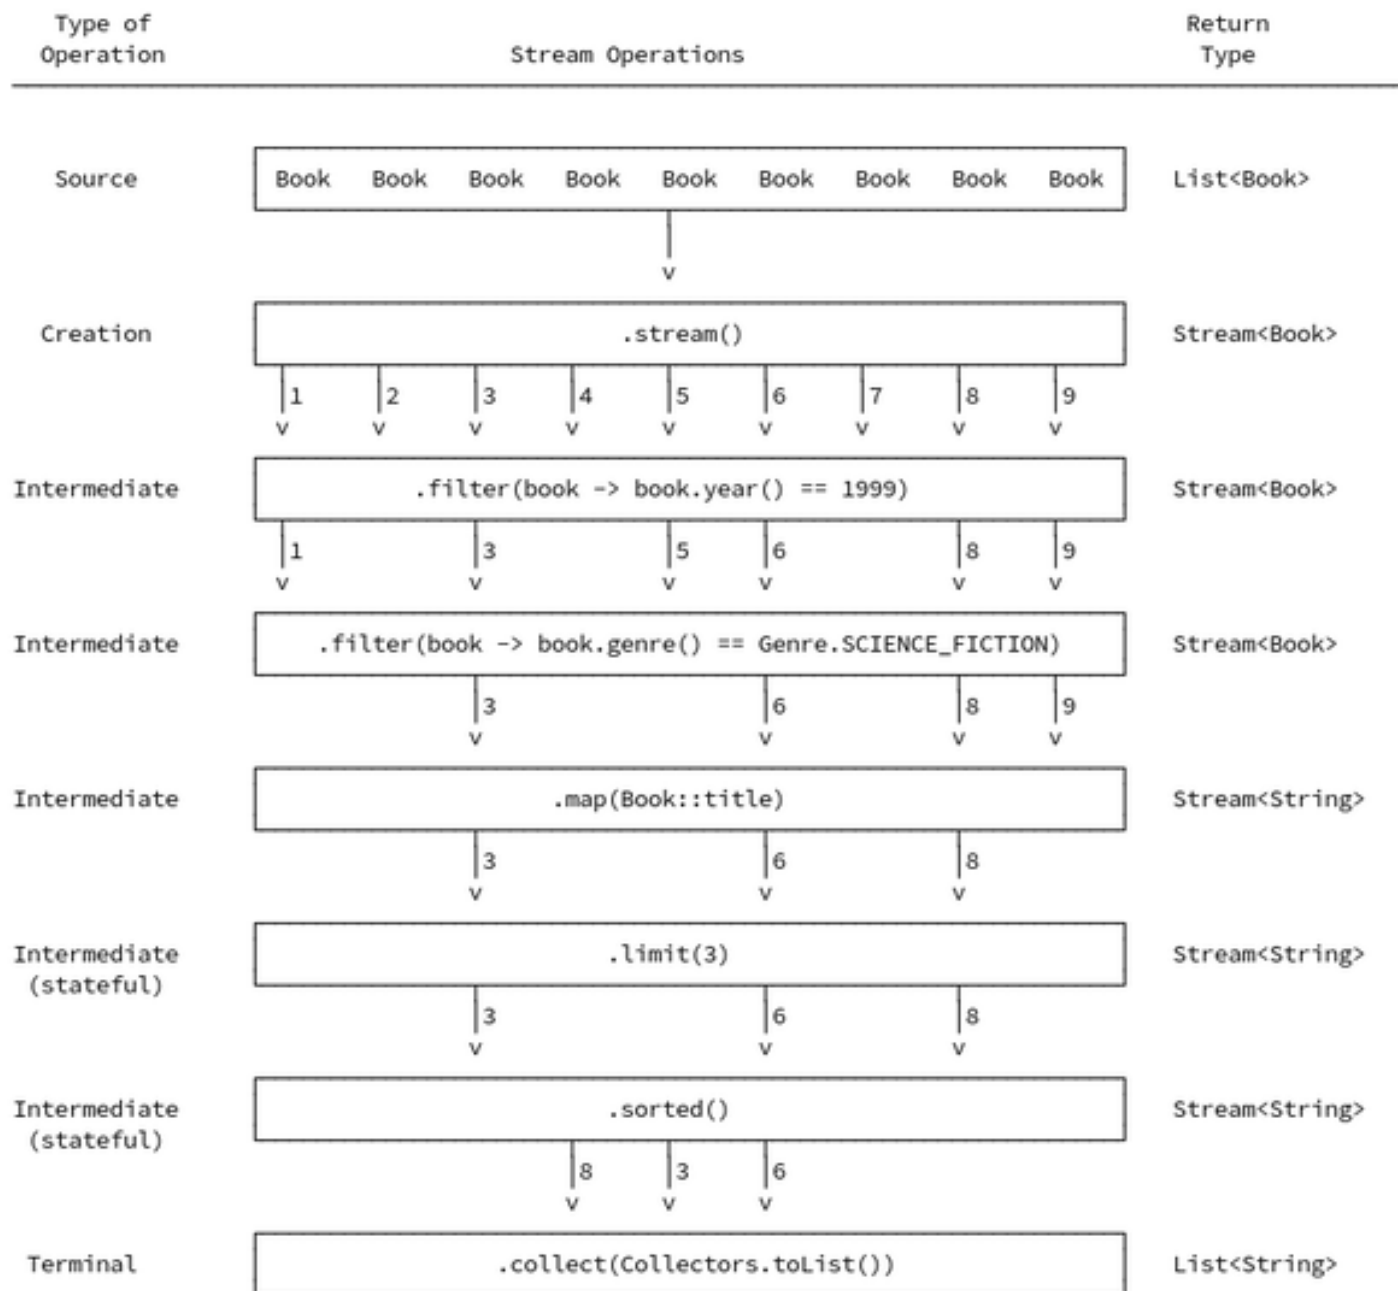 Type of Return
Operation Stream Operations Type
Source Book Book Book Book Book Book Book Book Book List<Book>
v
Creation .stream() Stream<Book>
1 2 3 4 5 6 7 8 9
v v v v v v v v v
Intermediate .filter(book -> book.year() == 1999) Stream<Book>
1 3 5 6 8 9
v v v v v v
Intermediate .filter(book -> book.genre() == Genre.SCIENCE_FICTION) Stream<Book>
3 6 8 9
v v v v
Intermediate .map(Book::title) Stream<String>
3 6 8
v v v
Intermediate .limit(3) Stream<String>
(stateful)
3 6 8
v v v
Intermediate .sorted() Stream<String>
(stateful)
8 3 6
v v v
Terminal .collect(Collectors.toList()) List<String>